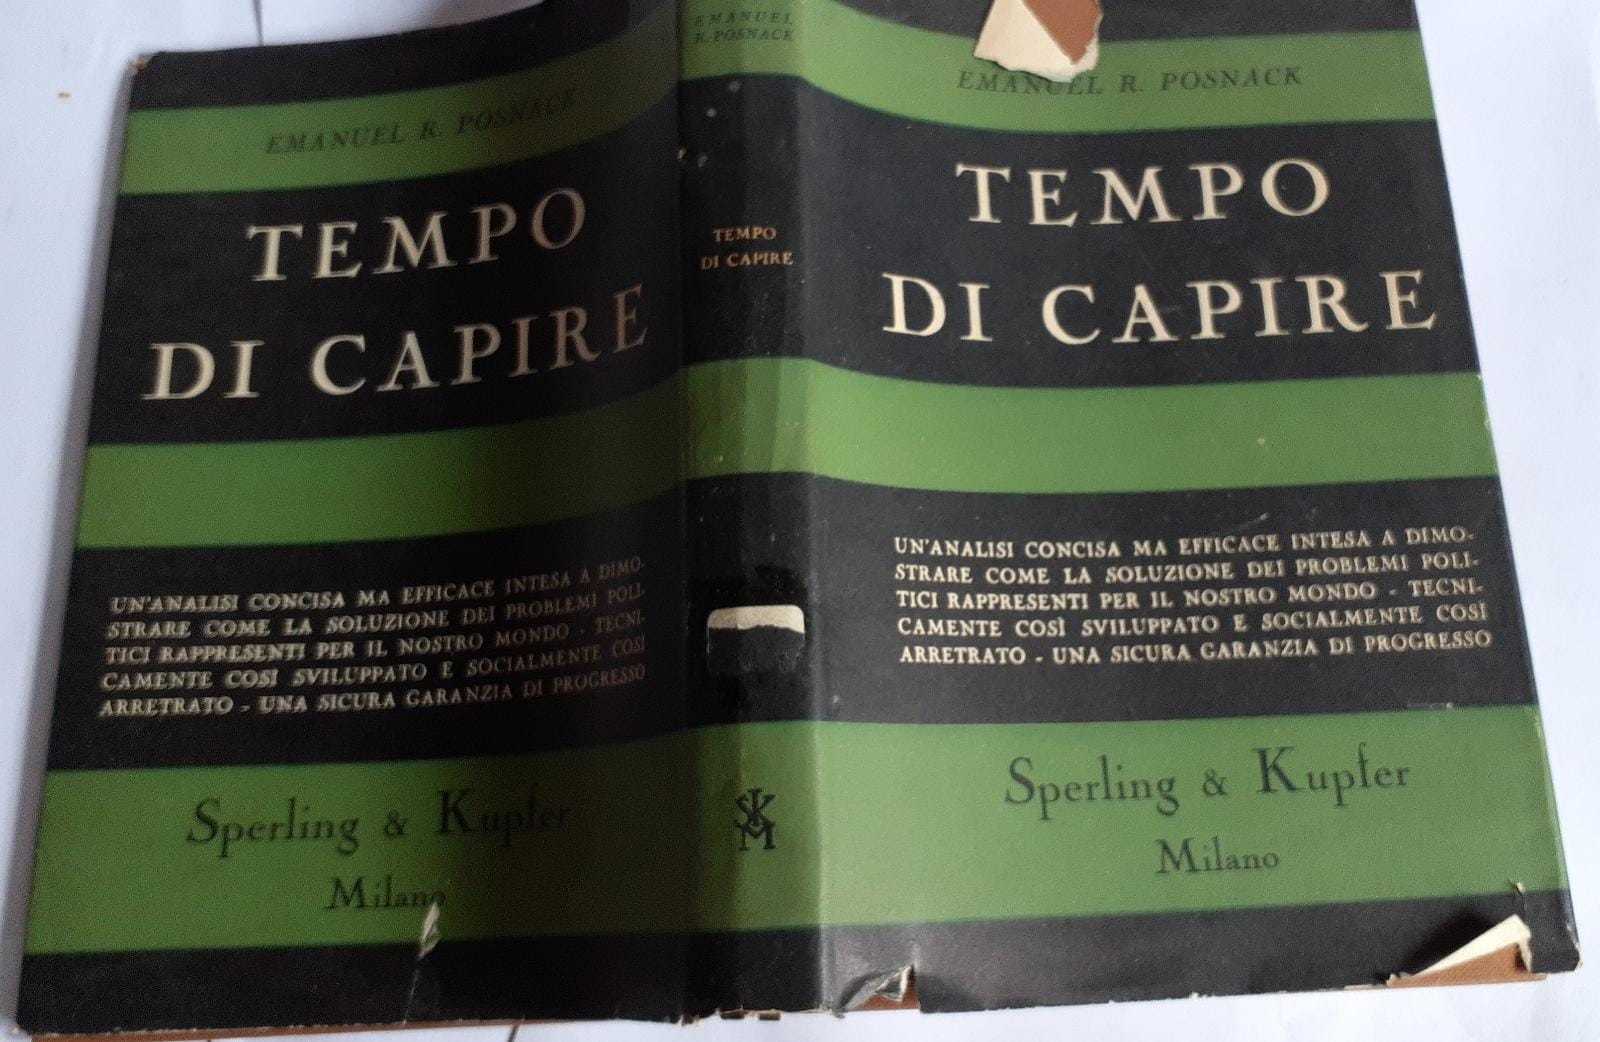 EMANUEL R. POSNACK
TEMPO
DI CAPIRE
UN'ANALISI CONCISA MA EFFICACE INTESA A DIMO-
STRARE COME LA SOLUZIONE DEI PROBLEMI POLI-
TICI RAPPRESENTI PER IL NOSTRO MONDO - TECNI-
CAMENTE COSÌ SVILUPPATO E SOCIALMENTE COSÌ
ARRETRATO - UNA SICURA GARANZIA DI PROGRESSO
Sperling & Kupfer
Milano
EMANUEL
R. POSNACK
TEMPO
DI CAPIRE
SKM
EMANUEL R. POSNACK
TEMPO
DI CAPIRE
UN'ANALISI CONCISA MA EFFICACE INTESA A DIMO-
STRARE COME LA SOLUZIONE DEI PROBLEMI POLI-
TICI RAPPRESENTI PER IL NOSTRO MONDO - TECNI-
CAMENTE COSÌ SVILUPPATO E SOCIALMENTE COSÌ
ARRETRATO - UNA SICURA GARANZIA DI PROGRESSO
Sperling & Kupfer
Milano